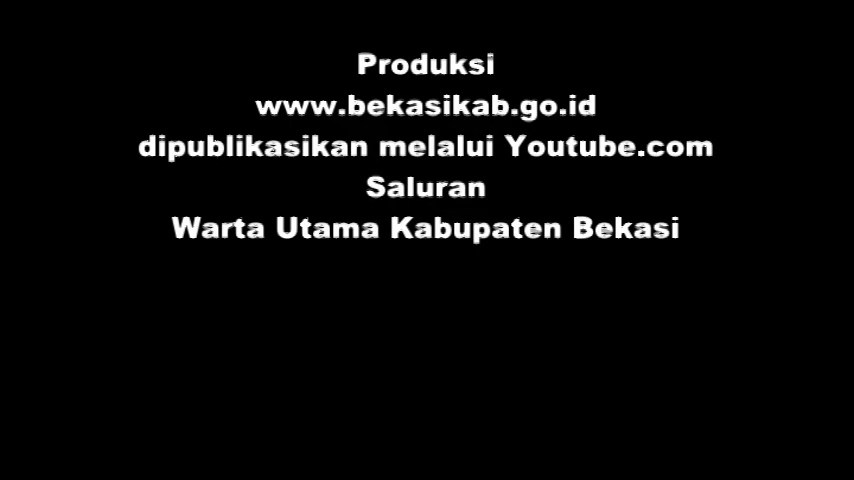 Produksi
www.bekasikab.go.id
dipublikasikan melalui Youtube.com
Saluran
Warta Utama Kabupaten Bekasi